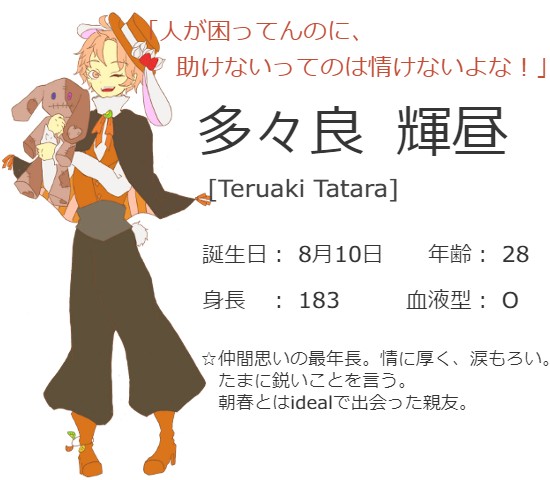 「人が困ってんのに、
助けないってのは情けないよな！」
多々良 輝昼
[Teruaki Tatara]
誕生日： 8月10日 年齢： 28
身長 ： 183 血液型： O
☆仲間思いの最年長。情に厚く、涙もろい。
たまに鋭いことを言う。
朝春とはidealで出会った親友。